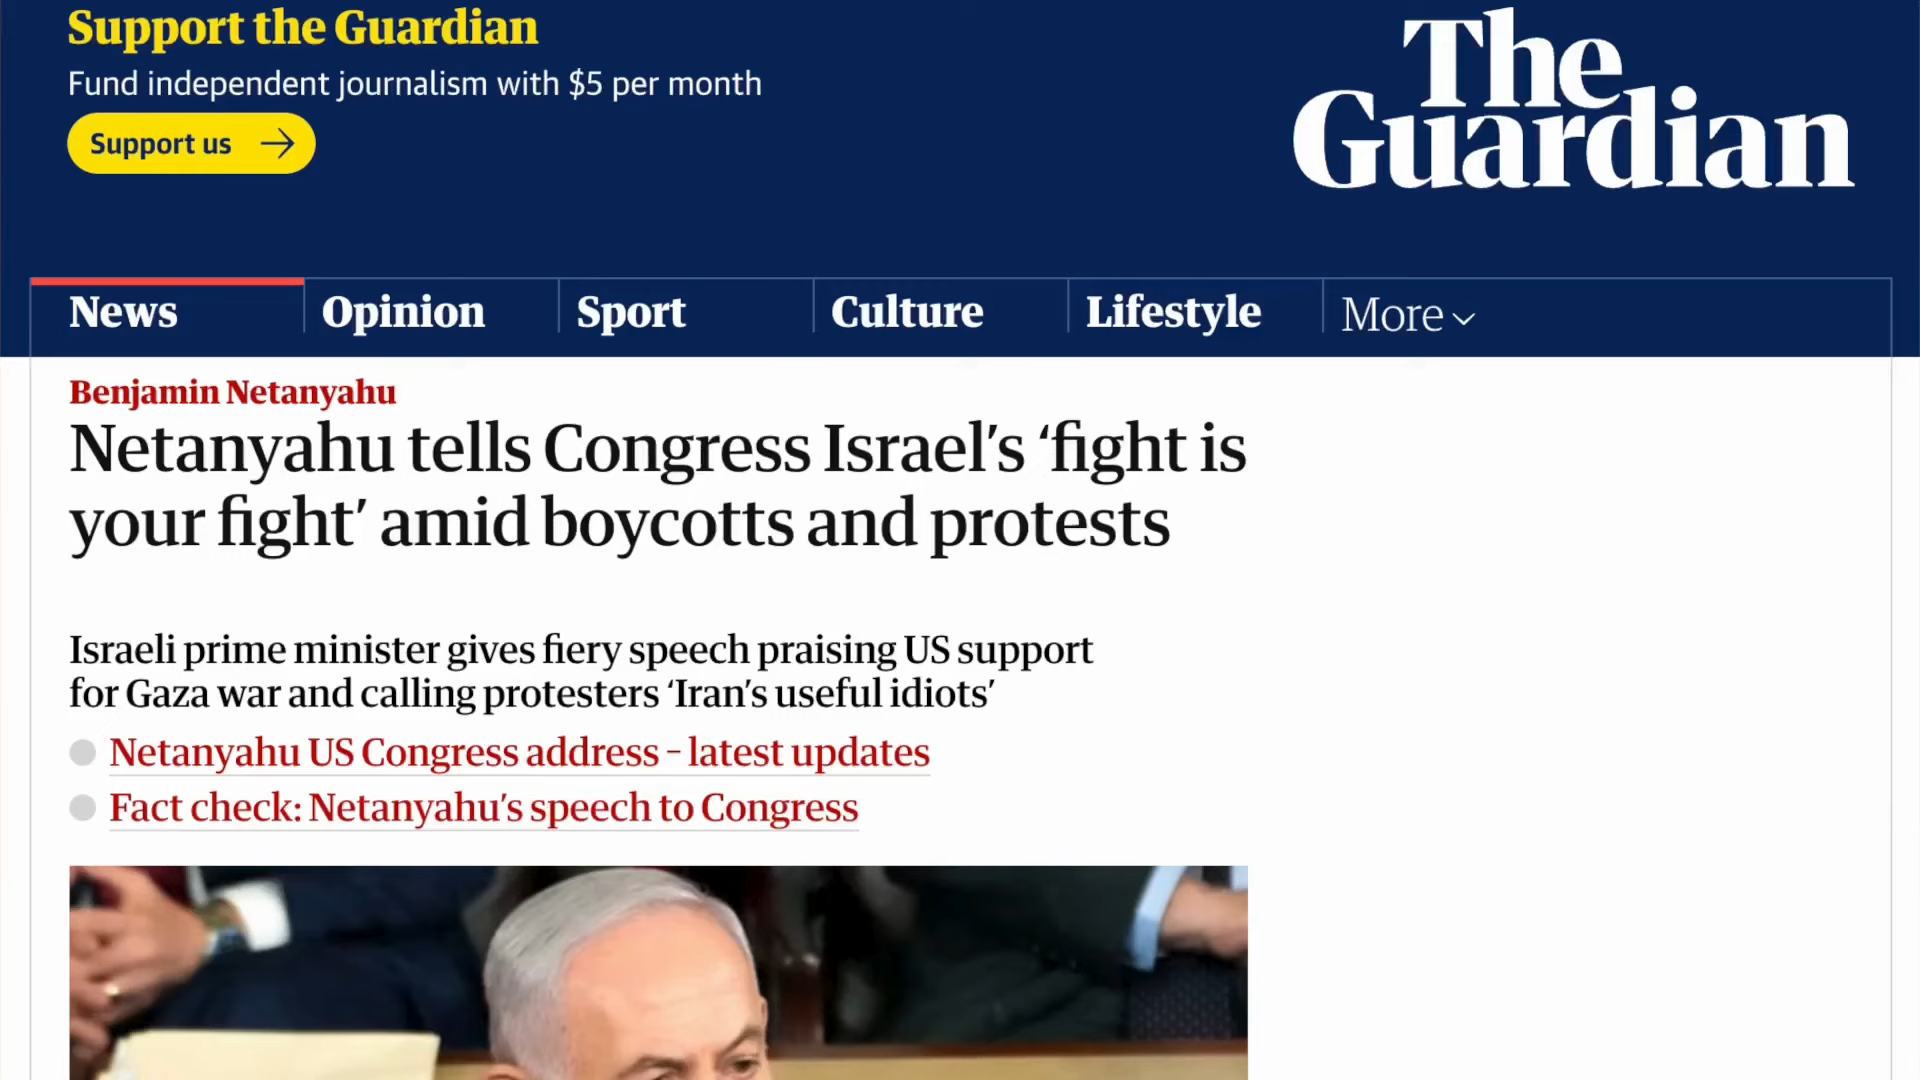 Support the Guardian
Fund independent journalism with $5 per month
Support us
The
Guardian
News
Opinion
Sport
Culture
Lifestyle
More
Benjamin Netanyahu
Netanyahu tells Congress Israel’s ‘fight is
your fight’ amid boycotts and protests
Israeli prime minister gives fiery speech praising US support
for Gaza war and calling protesters ‘Iran’s useful idiots’
Netanyahu US Congress address – latest updates
Fact check: Netanyahu’s speech to Congress